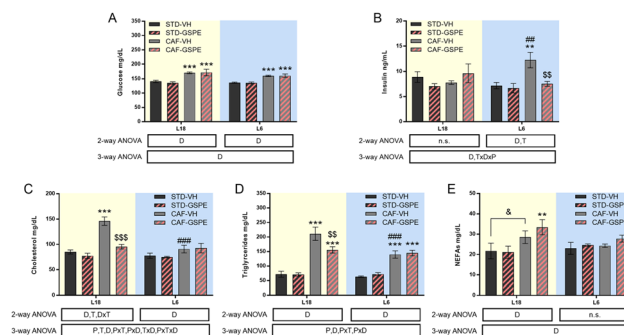 A
STD-VH
STD-GSPE
CAF-VH
CAF-GSPE
Glucose mg/dL
250
200
150
100
50
0
*** *** *** ***
L18 L6
2-way ANOVA D D
3-way ANOVA D
B
STD-VH
STD-GSPE
CAF-VH
CAF-GSPE
Insulin ng/mL
20
15
10
5
0
##
**
$$
L18 L6
2-way ANOVA n.s. D,T
3-way ANOVA D,TxDxP
C
STD-VH
STD-GSPE
CAF-VH
CAF-GSPE
Cholesterol mg/dL
250
200
150
100
50
0
***
$$$
###
L18 L6
2-way ANOVA D,T,DxT D
3-way ANOVA P,T,D,PxT,PxD,TxD,PxTxD
D
STD-VH
STD-GSPE
CAF-VH
CAF-GSPE
Triglycerides mg/dL
300
200
100
0
***
$$
***
###
***
***
L18 L6
2-way ANOVA D D
3-way ANOVA P,D,PxT,PxD
E
STD-VH
STD-GSPE
CAF-VH
CAF-GSPE
NEFAs mg/dL
50
40
30
20
10
0
&
**
L18 L6
2-way ANOVA D n.s.
3-way ANOVA D